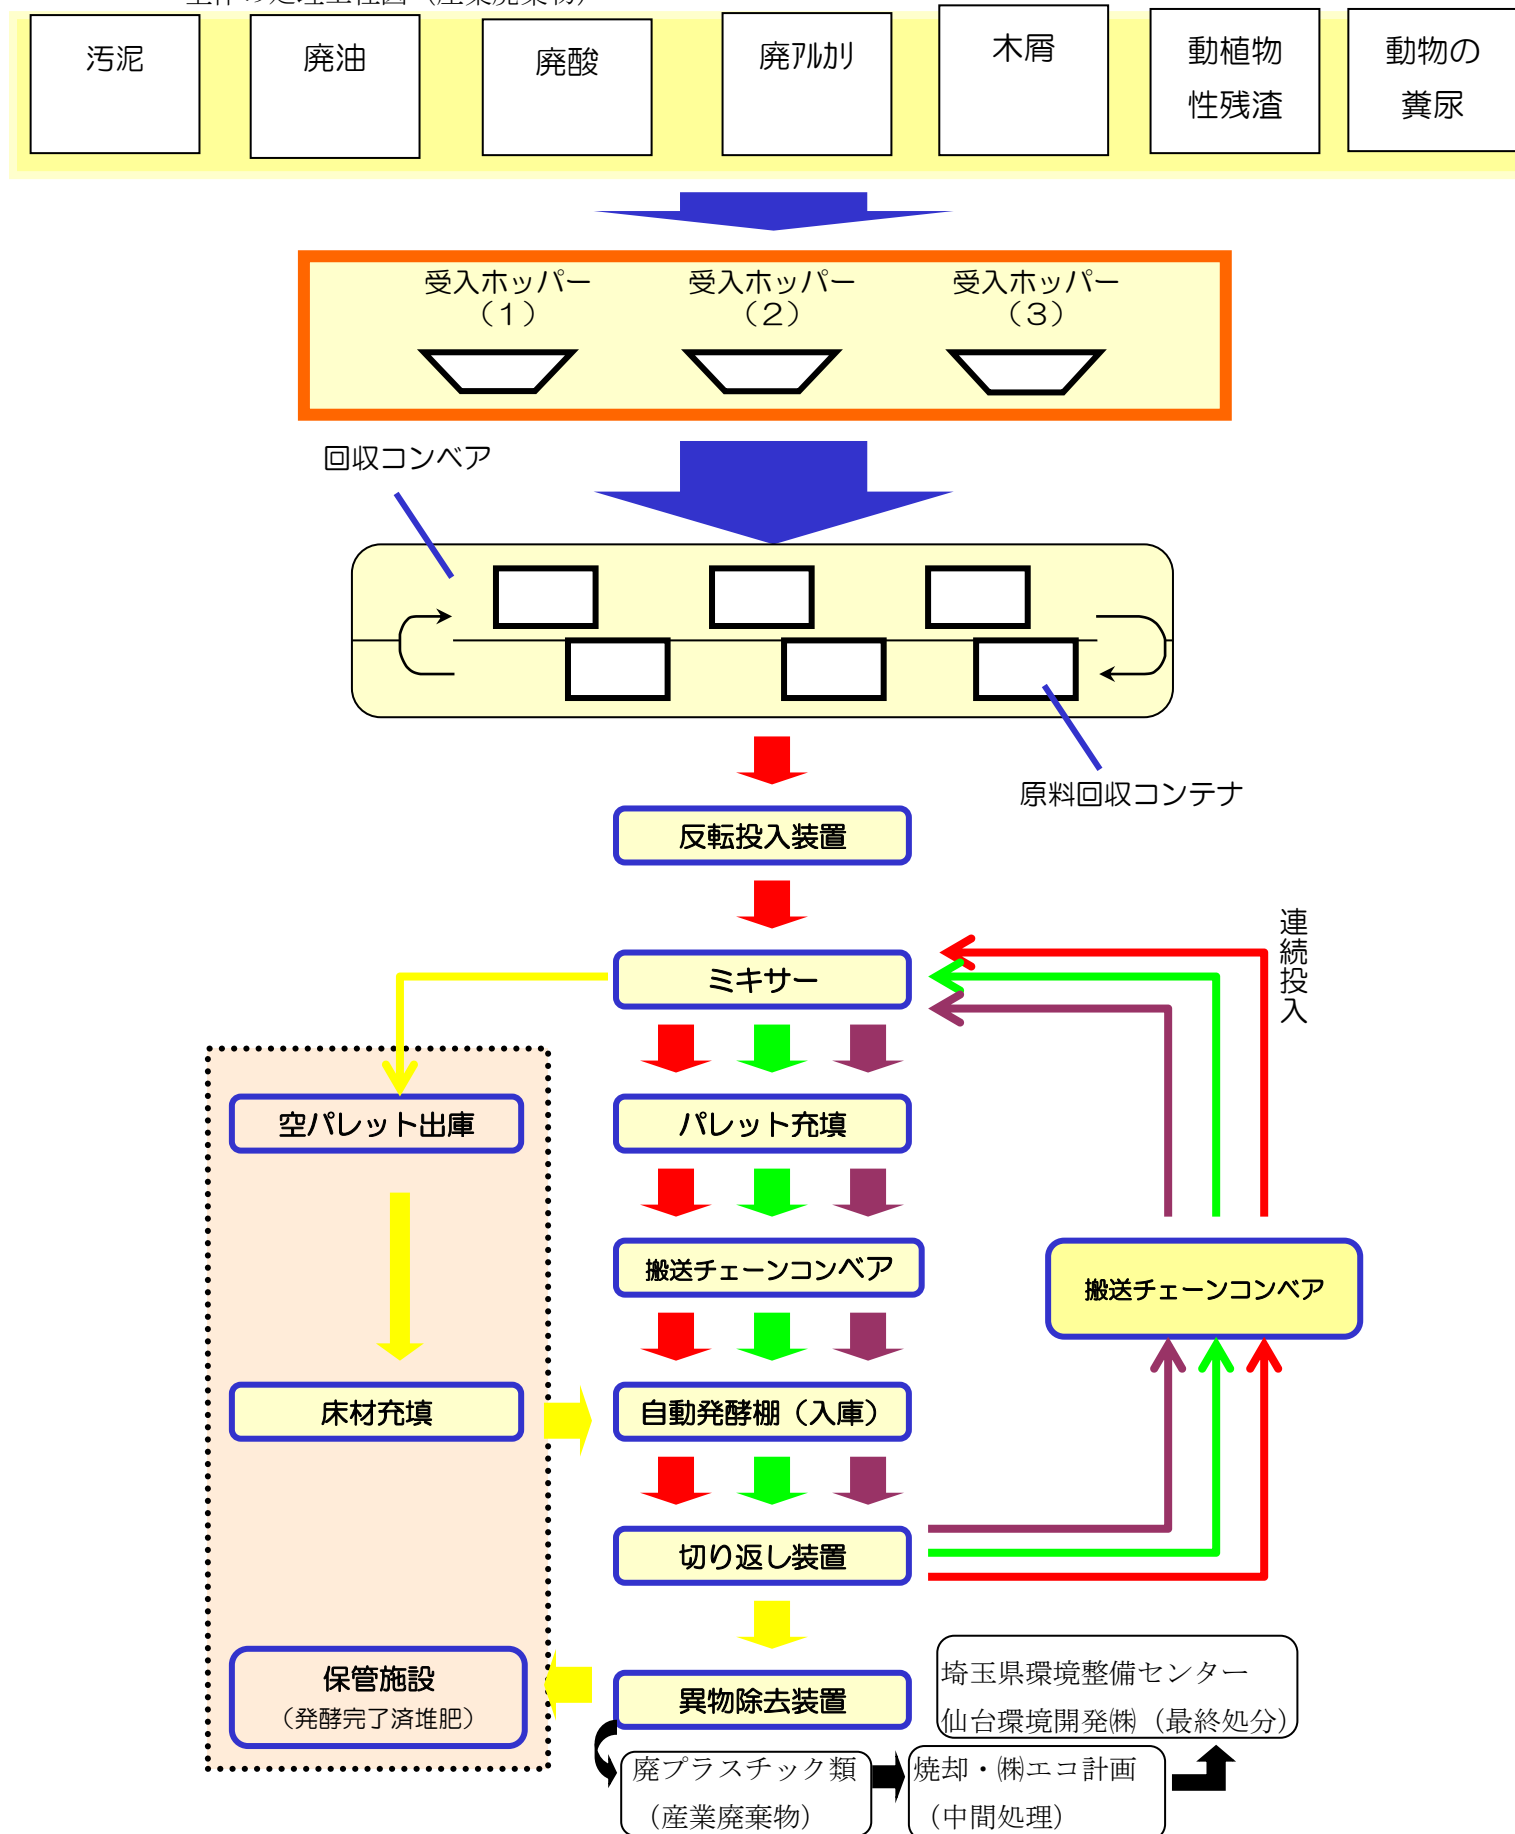 汚泥
廃油
廃酸
廃ｱﾙｶﾘ
木屑
動植物
性残渣
動物の
糞尿
受入ホッパー
（１）
受入ホッパー
（２）
受入ホッパー
（３）
回収コンベア
原料回収コンテナ
反転投入装置
連続投入
ミキサー
空パレット出庫
パレット充填
搬送チェーンコンベア
搬送チェーンコンベア
床材充填
自動発酵棚（入庫）
切り返し装置
保管施設
（発酵完了済堆肥）
異物除去装置
埼玉県環境整備センター
仙台環境開発㈱（最終処分）
廃プラスチック類
（産業廃棄物）
焼却・㈱エコ計画
（中間処理）